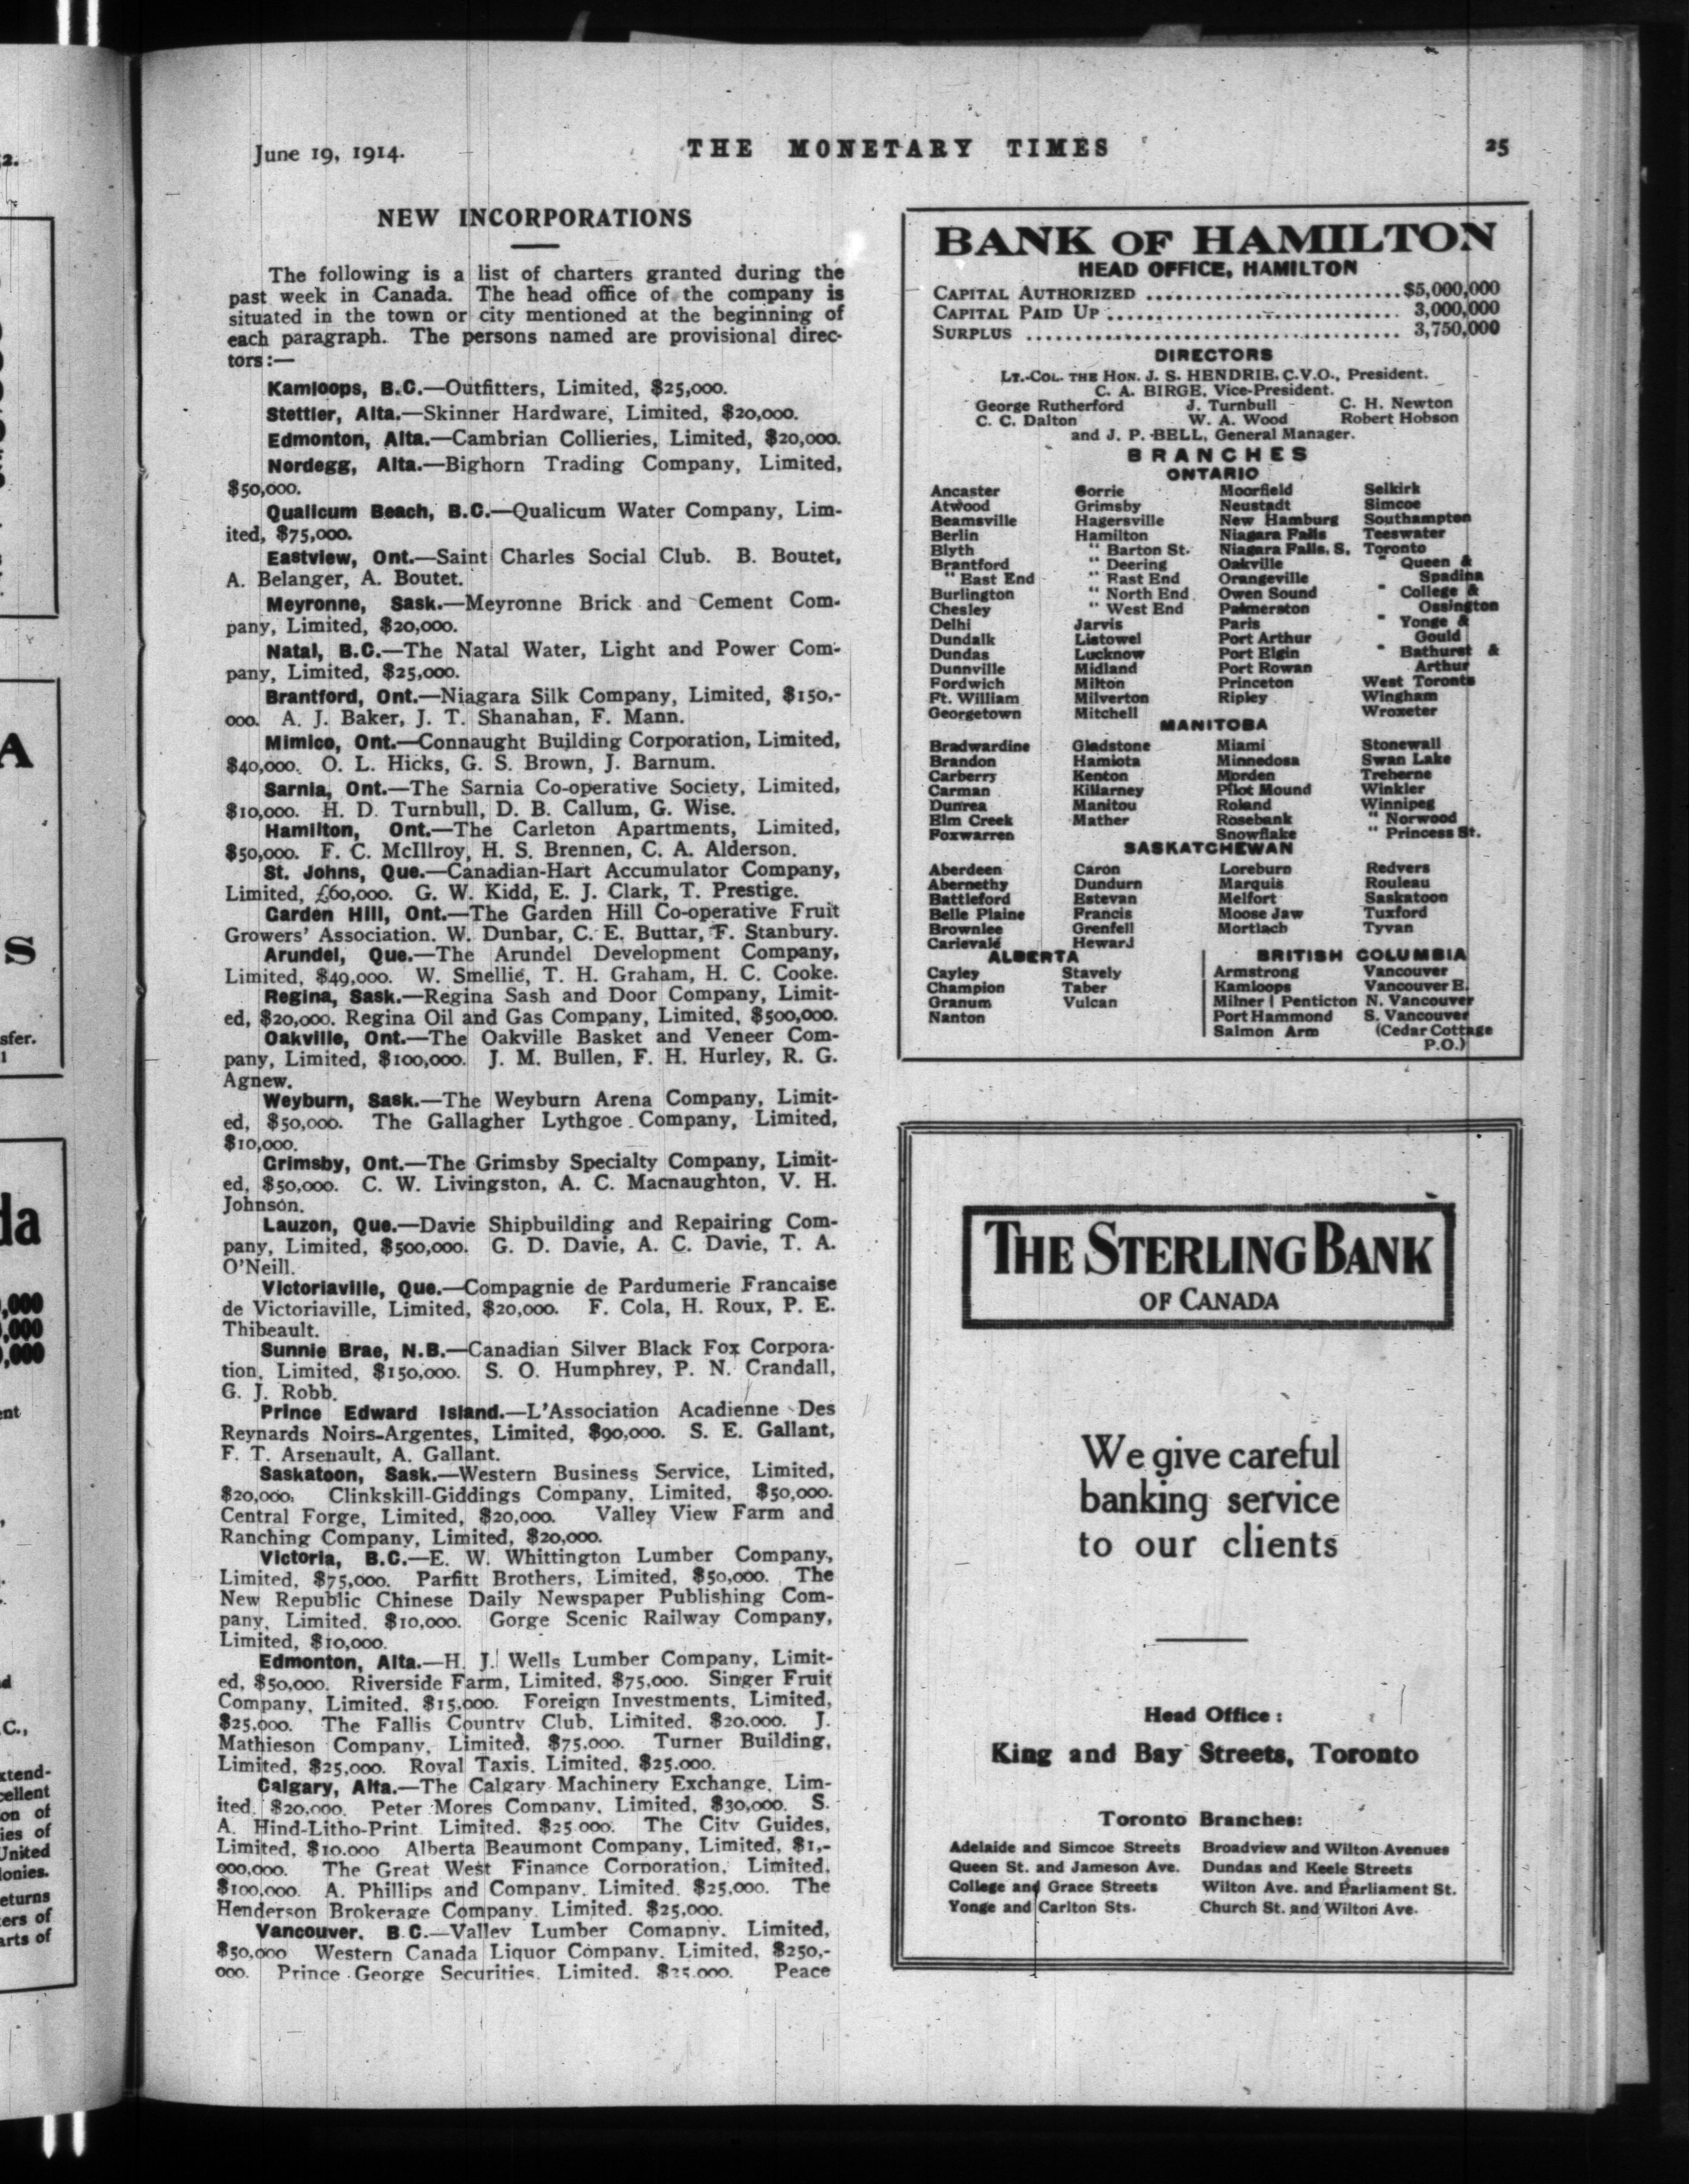 June 19, 1914.
THE MONETARY TIMES
25
NEW INCORPORATIONS
The following is a list of charters granted during the
past week in Canada. The head office of the company is
situated in the town or city mentioned at the beginning of
each paragraph. The persons named are provisional direc-
tors:—
Kamloops, B.C.—Outfitters, Limited, $25,000.
Stettler, Alta.—Skinner Hardware, Limited, $20,000.
Edmonton, Alta.—Cambrian Collieries, Limited, $20,000.
Nordegg, Alta.—Bighorn Trading Company, Limited,
$50,000.
Qualicum Beach, B.C.—Qualicum Water Company, Lim-
ited, $75,000.
Eastview, Ont.—Saint Charles Social Club. B. Boutet,
A. Belanger, A. Boutet.
Meyronne, Sask.—Meyronne Brick and Cement Com-
pany, Limited, $20,000.
Natal, B.C.—The Natal Water, Light and Power Com-
pany, Limited, $25,000.
Brantford, Ont.—Niagara Silk Company, Limited, $150,-
000. A. J. Baker, J. T. Shanahan, F. Mann.
Mimico, Ont.—Connaught Building Corporation, Limited,
$40,000. O. L. Hicks, G. S. Brown, J. Barnum.
Sarnia, Ont.—The Sarnia Co-operative Society, Limited,
$10,000. H. D. Turnbull, D. B. Callum, G. Wise.
Hamilton, Ont.—The Carleton Apartments, Limited,
$50,000. F. C. McIllroy, H. S. Brennen, C. A. Alderson.
St. Johns, Que.—Canadian-Hart Accumulator Company,
Limited, £60,000. G. W. Kidd, E. J. Clark, T. Prestige.
Garden Hill, Ont.—The Garden Hill Co-operative Fruit
Growers' Association. W. Dunbar, C. E. Buttar, F. Stanbury.
Arundel, Que.—The Arundel Development Company,
Limited, $49,000. W. Smellie, T. H. Graham, H. C. Cooke.
Regina, Sask.—Regina Sash and Door Company, Limit-
ed, $20,000. Regina Oil and Gas Company, Limited, $500,000.
Oakville, Ont.—The Oakville Basket and Veneer Com-
pany, Limited, $100,000. J. M. Bullen, F. H. Hurley, R. G.
Agnew.
Weyburn, Sask.—The Weyburn Arena Company, Limit-
ed, $50,000. The Gallagher Lythgoe Company, Limited,
$10,000.
Grimsby, Ont.—The Grimsby Specialty Company, Limit-
ed, $50,000. C. W. Livingston, A. C. Macnaughton, V. H.
Johnson.
Lauzon, Que.—Davie Shipbuilding and Repairing Com-
pany, Limited, $500,000. G. D. Davie, A. C. Davie, T. A.
O'Neill.
Victoriaville, Que.—Compagnie de Pardumerie Francaise
de Victoriaville, Limited, $20,000. F. Cola, H. Roux, P. E.
Thibeault.
Sunnie Brae, N.B.—Canadian Silver Black Fox Corpora-
tion, Limited, $150,000. S. O. Humphrey, P. N. Crandall,
G. J. Robb.
Prince Edward Island.—L'Association Acadienne Des
Reynards Noirs-Argentes, Limited, $90,000. S. E. Gallant,
F. T. Arsenault, A. Gallant.
Saskatoon, Sask.—Western Business Service, Limited,
$20,000. Clinkskill-Giddings Company, Limited, $50,000.
Central Forge, Limited, $20,000. Valley View Farm and
Ranching Company, Limited, $20,000.
Victoria, B.C.—E. W. Whittington Lumber Company,
Limited, $75,000. Parfitt Brothers, Limited, $50,000. The
New Republic Chinese Daily Newspaper Publishing Com-
pany, Limited, $10,000. Gorge Scenic Railway Company,
Limited, $10,000.
Edmonton, Alta.—H. J. Wells Lumber Company, Limit-
ed, $50,000. Riverside Farm, Limited, $75,000. Singer Fruit
Company, Limited, $15,000. Foreign Investments, Limited,
$25,000. The Fallis Country Club, Limited, $20,000. J.
Mathieson Company, Limited, $75,000. Turner Building,
Limited, $25,000. Royal Taxis, Limited, $25,000.
Calgary, Alta.—The Calgary Machinery Exchange, Lim-
ited, $20,000. Peter Mores Company, Limited, $30,000. S.
A. Hind-Litho-Print Limited, $25,000. The City Guides,
Limited, $10,000 Alberta Beaumont Company, Limited, $1,-
000,000. The Great West Finance Corporation, Limited,
$100,000. A. Phillips and Company, Limited, $25,000. The
Henderson Brokerage Company, Limited, $25,000.
Vancouver, B.C.—Valley Lumber Comapny, Limited,
$50,000 Western Canada Liquor Company, Limited, $250,-
000. Prince George Securities, Limited, $25,000. Peace
BANK OF HAMILTON
HEAD OFFICE, HAMILTON
CAPITAL AUTHORIZED $5,000,000
CAPITAL PAID UP 3,000,000
SURPLUS 3,750,000
DIRECTORS
LT.-COL. THE HON. J. S. HENDRIE, C.V.O., President.
C. A. BIRGE, Vice-President.
George Rutherford J. Turnbull C. H. Newton
C. C. Dalton W. A. Wood Robert Hobson
and J. P. BELL, General Manager.
BRANCHES
ONTARIO
Ancaster Gorrie Moorfield Selkirk
Atwood Grimsby Neustadt Simcoe
Beamsville Hagersville New Hamburg Southampton
Berlin Hamilton Niagara Falls Teeswater
Blyth " Barton St. Niagara Falls, S. Toronto
Brantford " Deering Oakville " Queen &
" East End " East End Orangeville Spadina
Burlington " North End Owen Sound " College &
Chesley " West End Palmerston Ossington
Delhi Jarvis Paris " Yonge &
Dundalk Listowel Port Arthur Gould
Dundas Lucknow Port Elgin " Bathurst &
Dunnville Midland Port Rowan Arthur
Fordwich Milton Princeton West Toronto
Ft. William Milverton Ripley Wingham
Georgetown Mitchell Wroxeter
MANITOBA
Bradwardine Gladstone Miami Stonewall
Brandon Hamiota Minnedosa Swan Lake
Carberry Kenton Morden Treherne
Carman Killarney Pilot Mound Winkler
Dunrea Manitou Roland Winnipeg
Elm Creek Mather Rosebank " Norwood
Foxwarren Snowflake " Princess St.
SASKATCHEWAN
Aberdeen Caron Loreburn Redvers
Abernethy Dundurn Marquis Rouleau
Battleford Estevan Melfort Saskatoon
Belle Plaine Francis Moose Jaw Tuxford
Brownlee Grenfell Mortlach Tyvan
Carievale Heward
ALBERTA
Cayley Stavely
Champion Taber
Granum Vulcan
Nanton
BRITISH COLUMBIA
Armstrong Vancouver
Kamloops Vancouver E.
Milner | Penticton N. Vancouver
Port Hammond S. Vancouver
Salmon Arm (Cedar Cottage
P.O.)
THE STERLING BANK
OF CANADA
We give careful
banking service
to our clients
Head Office:
King and Bay Streets, Toronto
Toronto Branches:
Adelaide and Simcoe Streets Broadview and Wilton Avenues
Queen St. and Jameson Ave. Dundas and Keele Streets
College and Grace Streets Wilton Ave. and Parliament St.
Yonge and Carlton Sts. Church St. and Wilton Ave.